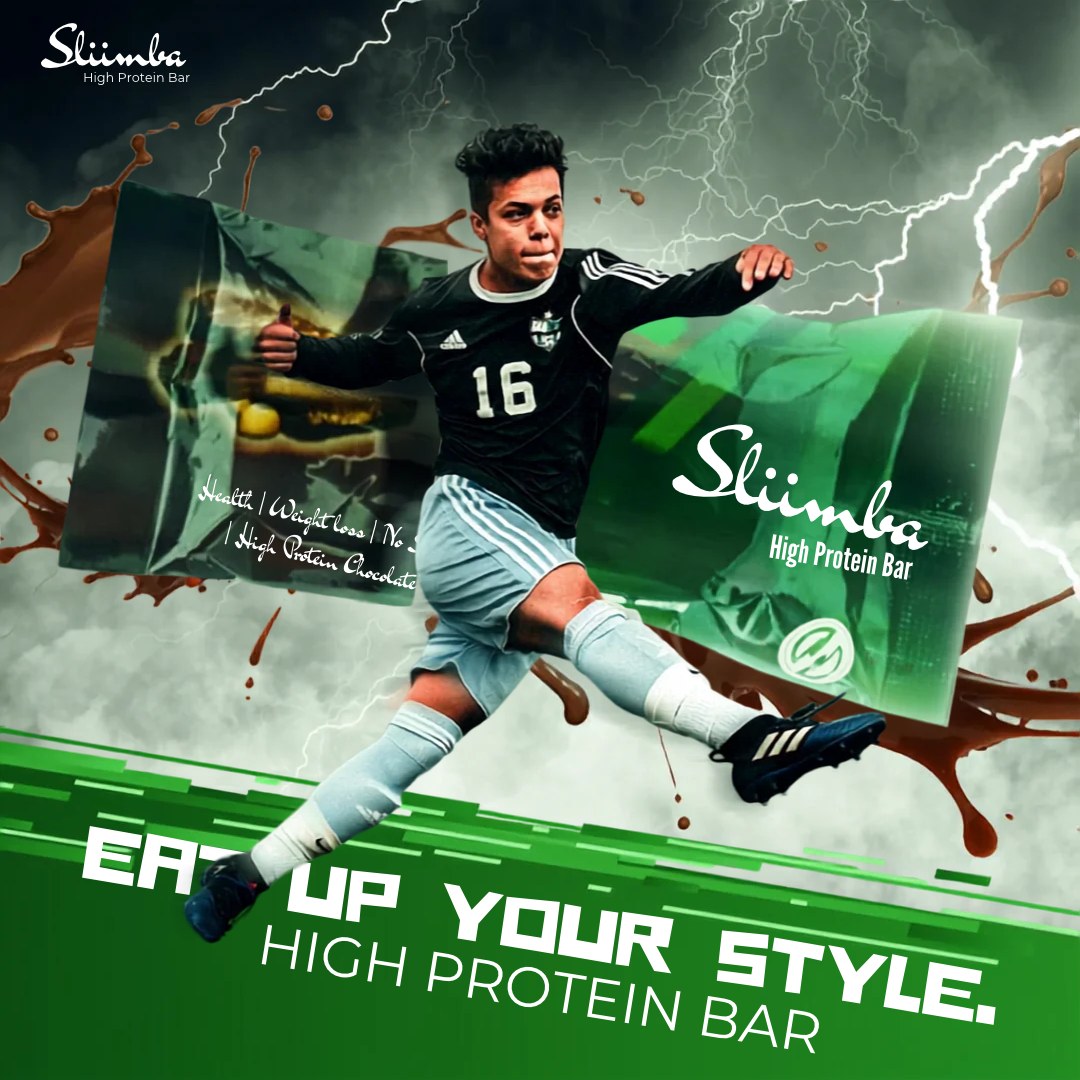 Sliimba
High Protein Bar
16
Sliimba
High Protein Bar
Health | Weight loss | No
| High Protein Chocolate
EAT UP YOUR STYLE.
HIGH PROTEIN BAR